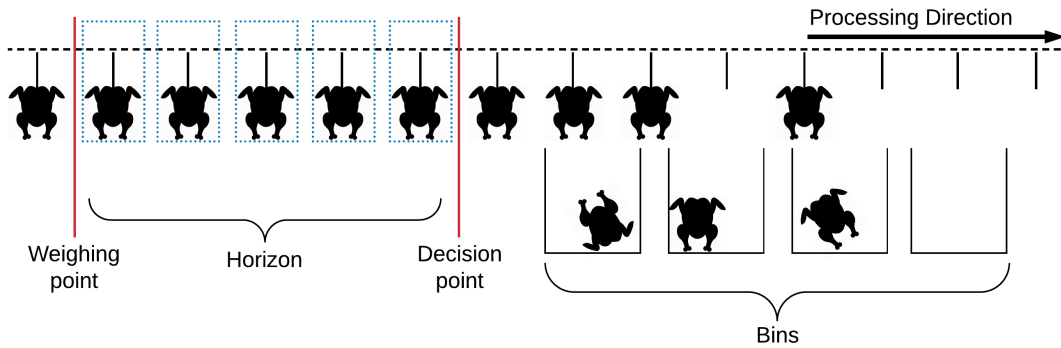 Processing Direction
Weighing
point
Horizon
Decision
point
Bins